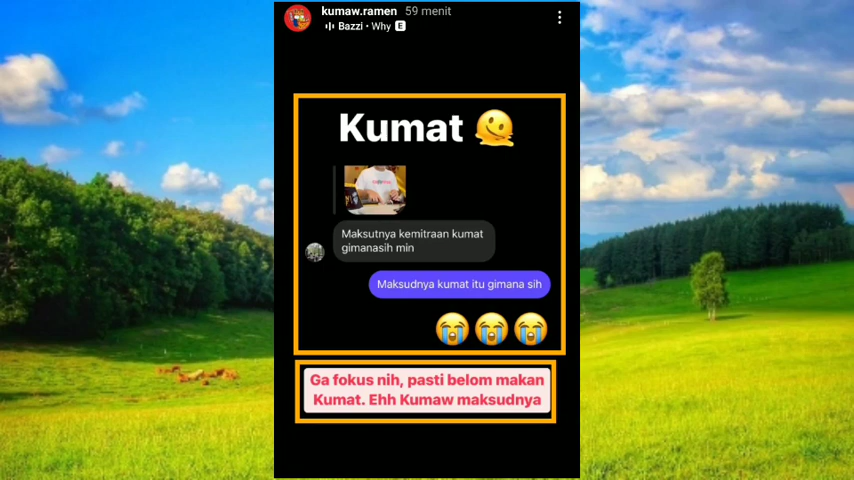 kumaw.ramen 59 menit
Bazzi • Why E
Kumat 🫠
Maksutnya kemitraan kumat
gimanasih min
Maksudnya kumat itu gimana sih
😭 😭 😭
Ga fokus nih, pasti belom makan
Kumat. Ehh Kumaw maksudnya